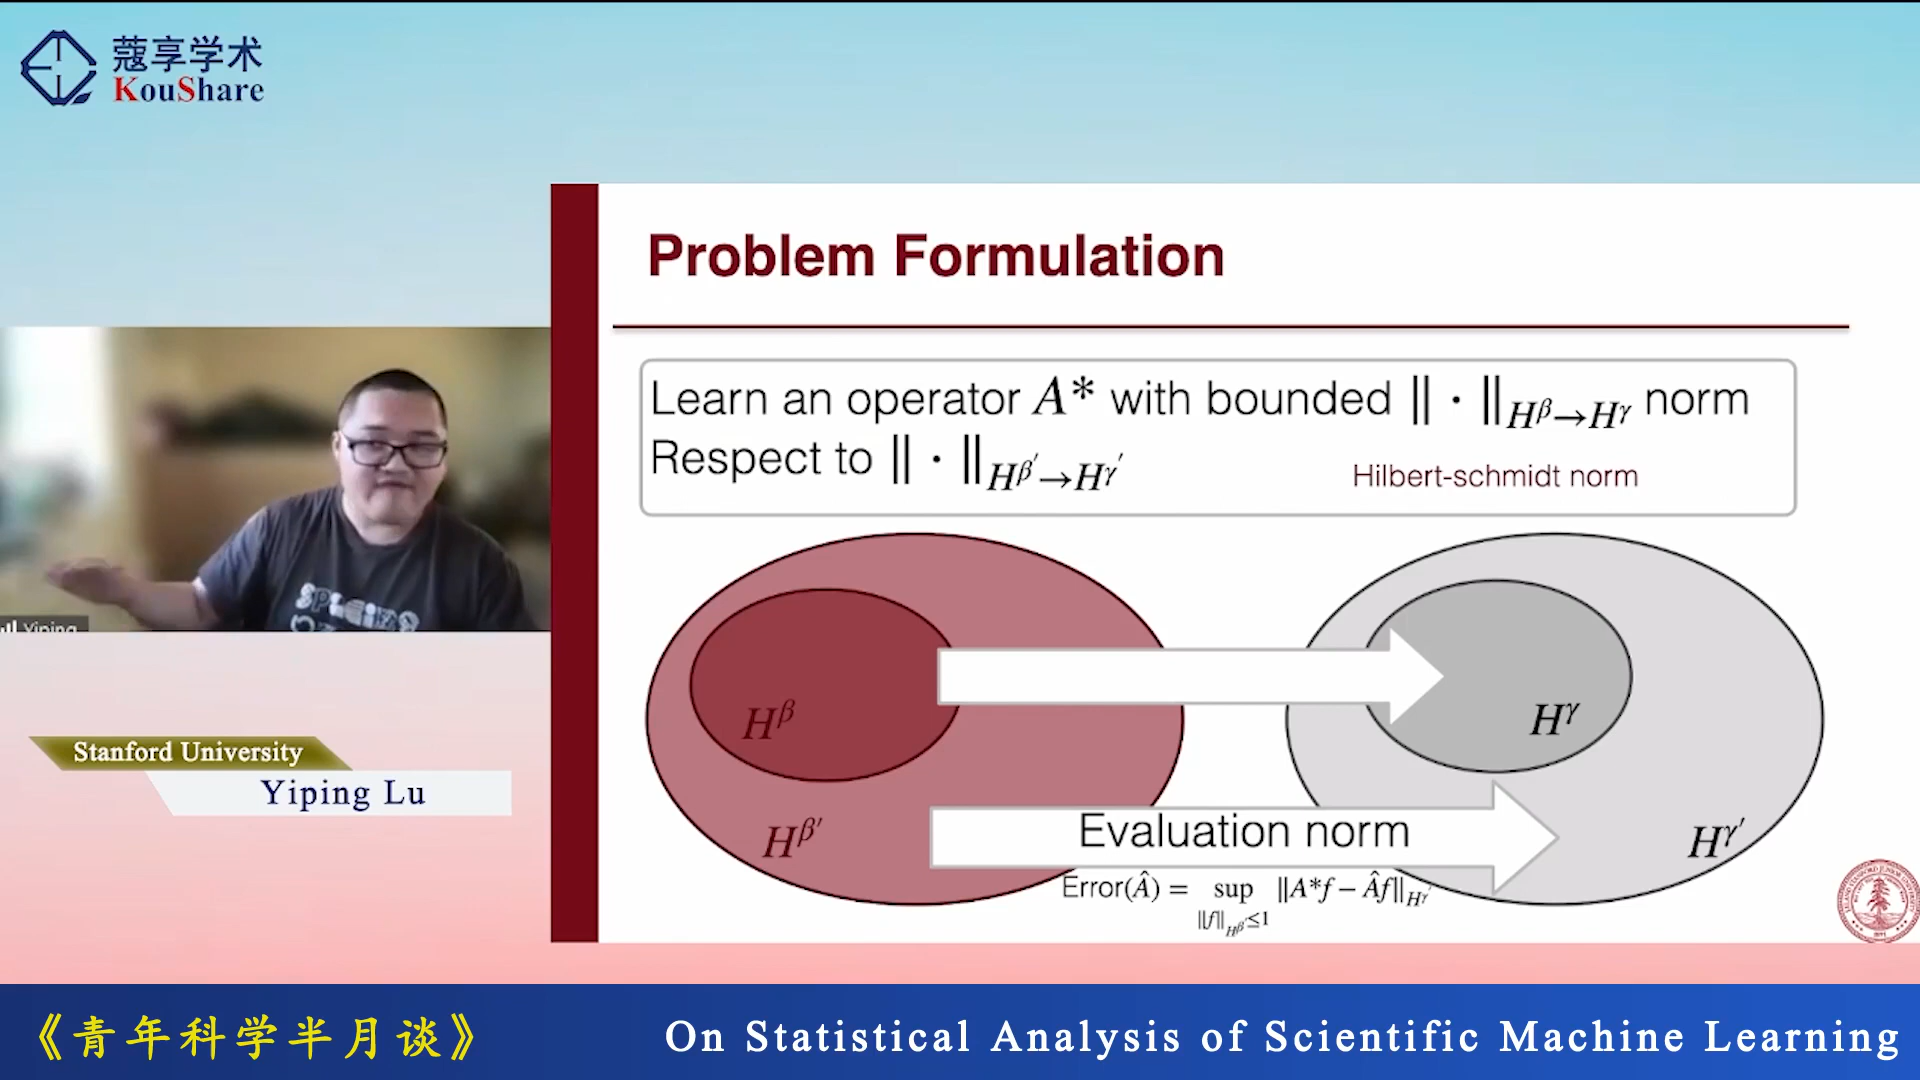 蔻享学术
KouShare
Problem Formulation
Learn an operator A* with bounded ‖·‖_{H^β→H^γ} norm
Respect to ‖·‖_{H^{β′}→H^{γ′}}
Hilbert-schmidt norm
H^β
H^γ
H^{β′}
Evaluation norm
H^{γ′}
Error(Â) = sup_{‖f‖_{H^{β′}}≤1} ‖A*f − Âf‖_{H^{γ′}}
Yiping
Stanford University
Yiping Lu
《青年科学半月谈》
On Statistical Analysis of Scientific Machine Learning